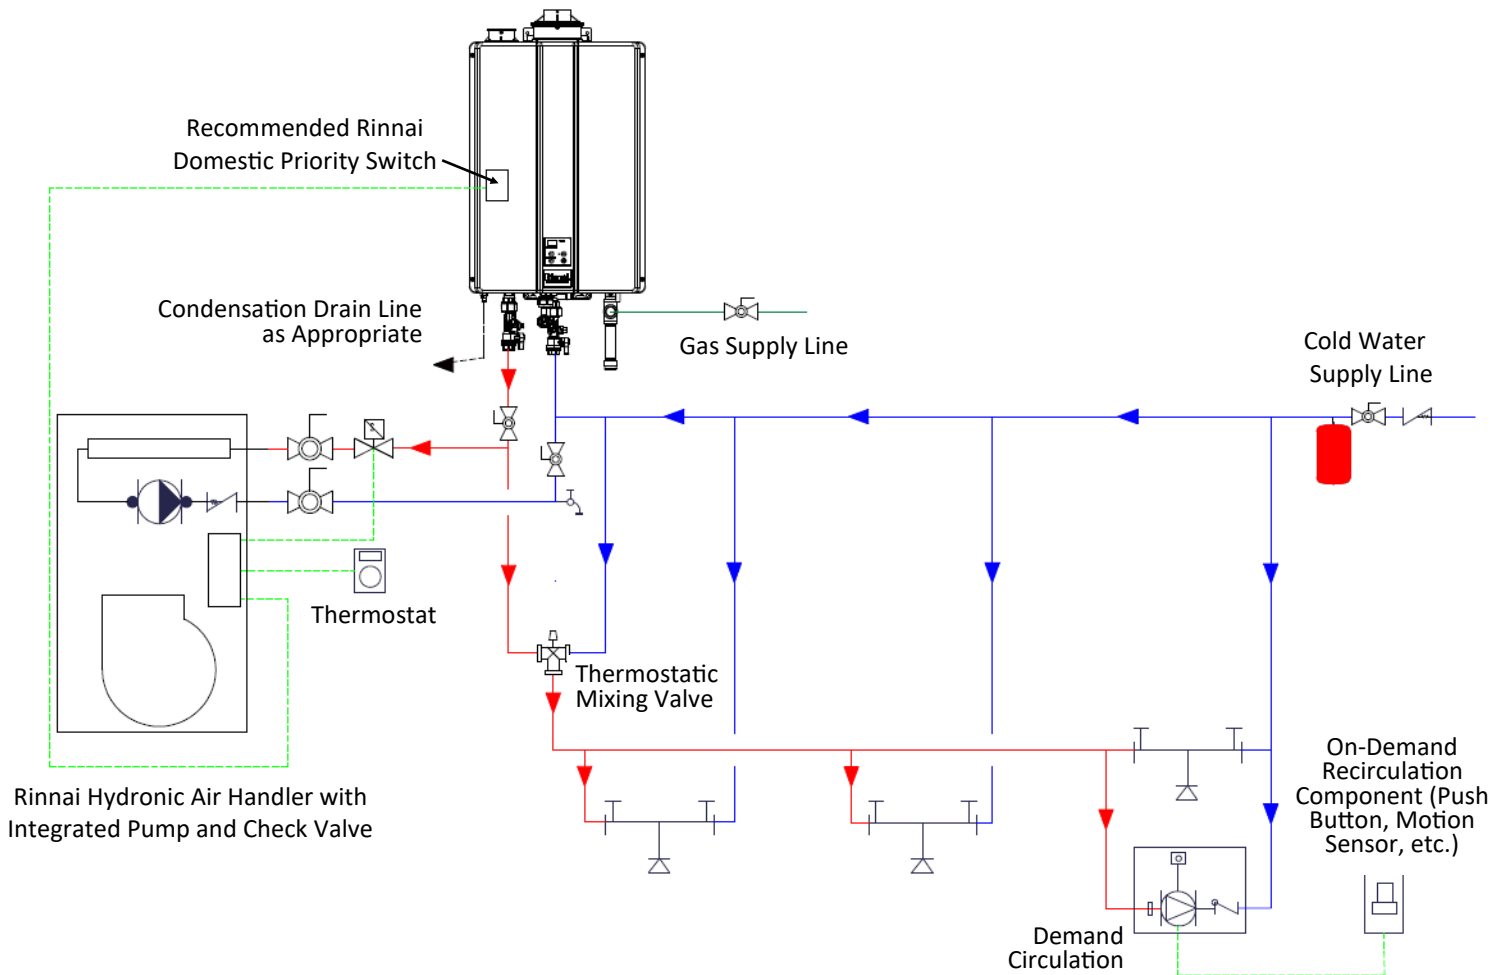 Recommended Rinnai
Domestic Priority Switch
Condensation Drain Line
as Appropriate
Gas Supply Line
Cold Water
Supply Line
Thermostat
Thermostatic
Mixing Valve
Rinnai Hydronic Air Handler with
Integrated Pump and Check Valve
On-Demand
Recirculation
Component (Push
Button, Motion
Sensor, etc.)
Demand
Circulation